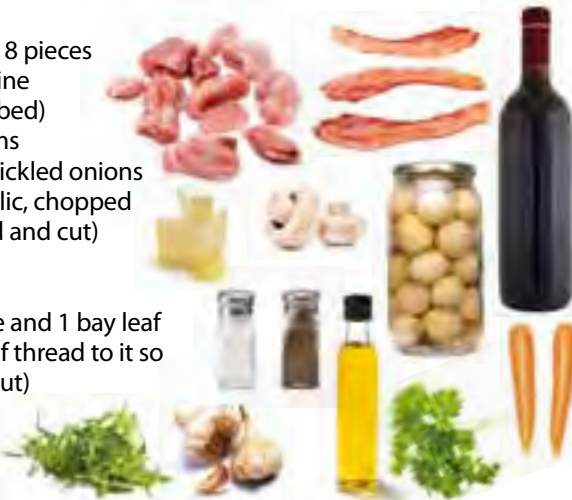 8 pieces
ine
bed)
ns
ickled onions
lic, chopped
d and cut)
e and 1 bay leaf
f thread to it so
ut)